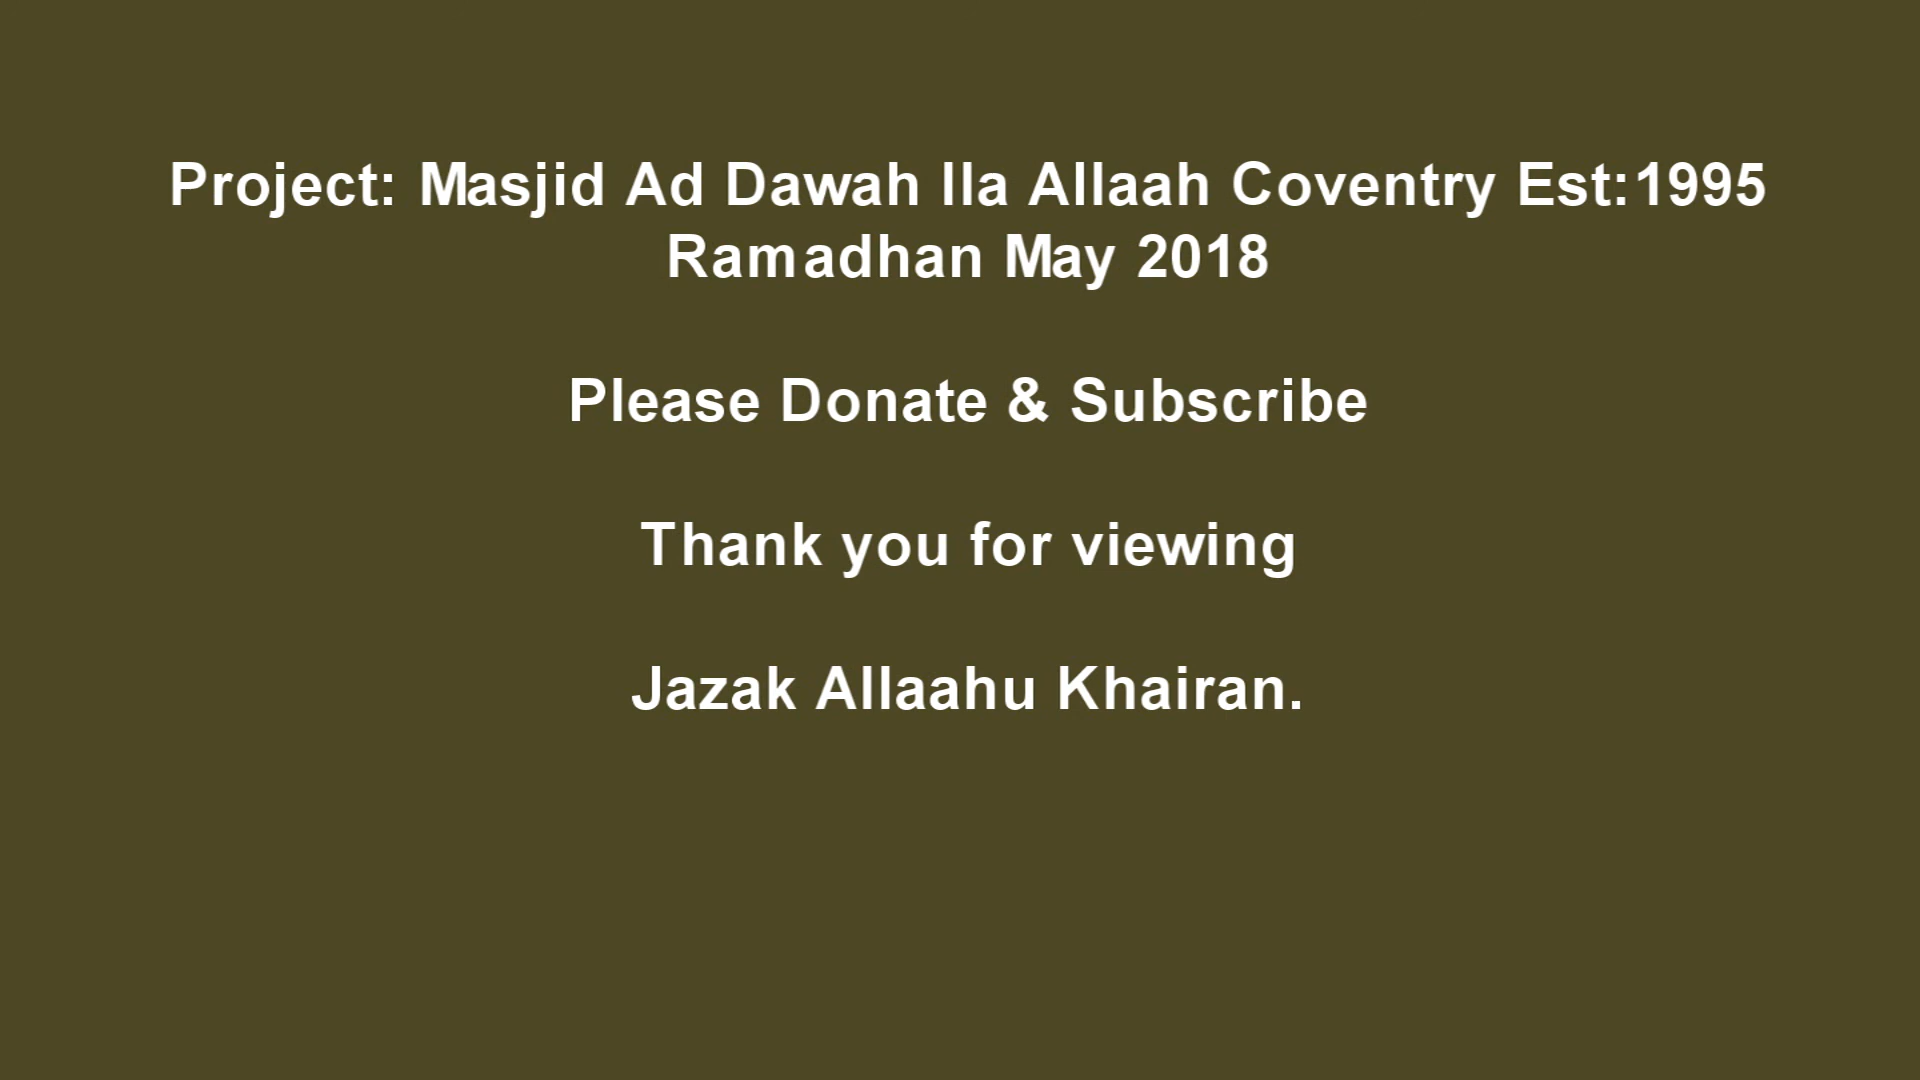 Project: Masjid Ad Dawah Ila Allaah Coventry Est:1995
Ramadhan May 2018
Please Donate & Subscribe
Thank you for viewing
Jazak Allaahu Khairan.